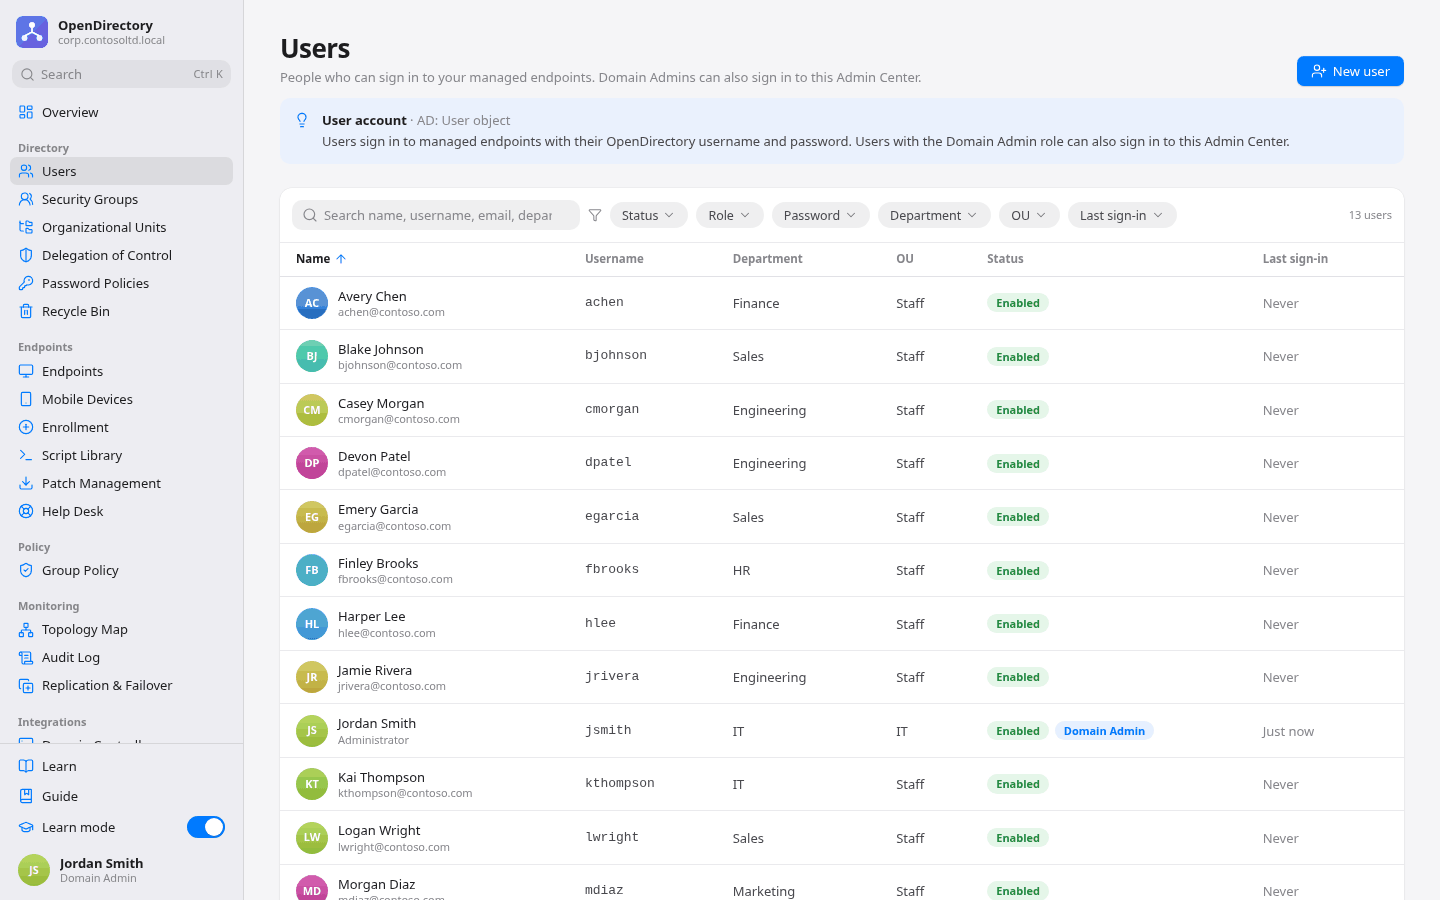 OpenDirectory
corp.contosoltd.local
Search Ctrl K
Overview
Directory
Users
Security Groups
Organizational Units
Delegation of Control
Password Policies
Recycle Bin
Endpoints
Endpoints
Mobile Devices
Enrollment
Script Library
Patch Management
Help Desk
Policy
Group Policy
Monitoring
Topology Map
Audit Log
Replication & Failover
Integrations
Learn
Guide
Learn mode
JS Jordan Smith
Domain Admin
Users
People who can sign in to your managed endpoints. Domain Admins can also sign in to this Admin Center.
New user
User account · AD: User object
Users sign in to managed endpoints with their OpenDirectory username and password. Users with the Domain Admin role can also sign in to this Admin Center.
Search name, username, email, depar Status Role Password Department OU Last sign-in 13 users
Name Username Department OU Status Last sign-in
AC Avery Chen achen Finance Staff Enabled Never
achen@contoso.com
BJ Blake Johnson bjohnson Sales Staff Enabled Never
bjohnson@contoso.com
CM Casey Morgan cmorgan Engineering Staff Enabled Never
cmorgan@contoso.com
DP Devon Patel dpatel Engineering Staff Enabled Never
dpatel@contoso.com
EG Emery Garcia egarcia Sales Staff Enabled Never
egarcia@contoso.com
FB Finley Brooks fbrooks HR Staff Enabled Never
fbrooks@contoso.com
HL Harper Lee hlee Finance Staff Enabled Never
hlee@contoso.com
JR Jamie Rivera jrivera Engineering Staff Enabled Never
jrivera@contoso.com
JS Jordan Smith jsmith IT IT Enabled Domain Admin Just now
Administrator
KT Kai Thompson kthompson IT Staff Enabled Never
kthompson@contoso.com
LW Logan Wright lwright Sales Staff Enabled Never
lwright@contoso.com
MD Morgan Diaz mdiaz Marketing Staff Enabled Never
mdiaz@contoso.com